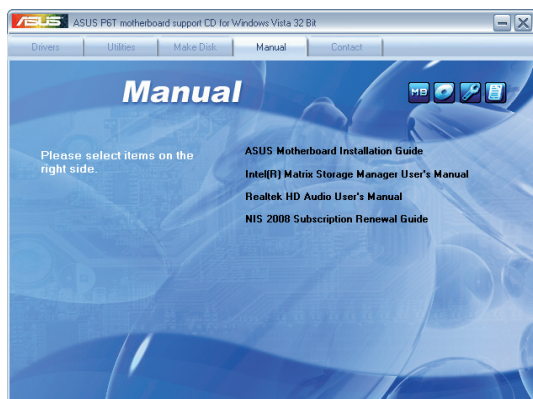 ASUS ASUS P6T motherboard support CD for Windows Vista 32 Bit
Drivers Utilities Make Disk Manual Contact
Manual
MB
Please select items on the
right side.
ASUS Motherboard Installation Guide
Intel(R) Matrix Storage Manager User's Manual
Realtek HD Audio User's Manual
NIS 2008 Subscription Renewal Guide